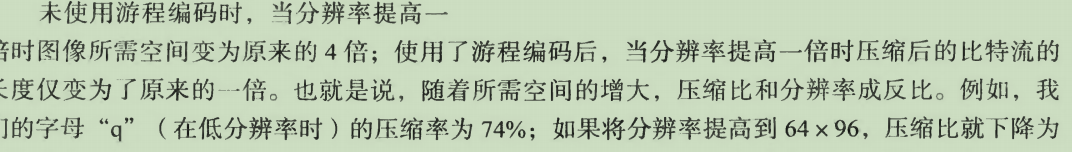 未使用游程编码时，当分辨率提高一
倍时图像所需空间变为原来的 4 倍；使用了游程编码后，当分辨率提高一倍时压缩后的比特流的
长度仅变为了原来的一倍。也就是说，随着所需空间的增大，压缩比和分辨率成反比。例如，我
们的字母“q”（在低分辨率时）的压缩率为 74%；如果将分辨率提高到 64 × 96，压缩比就下降为